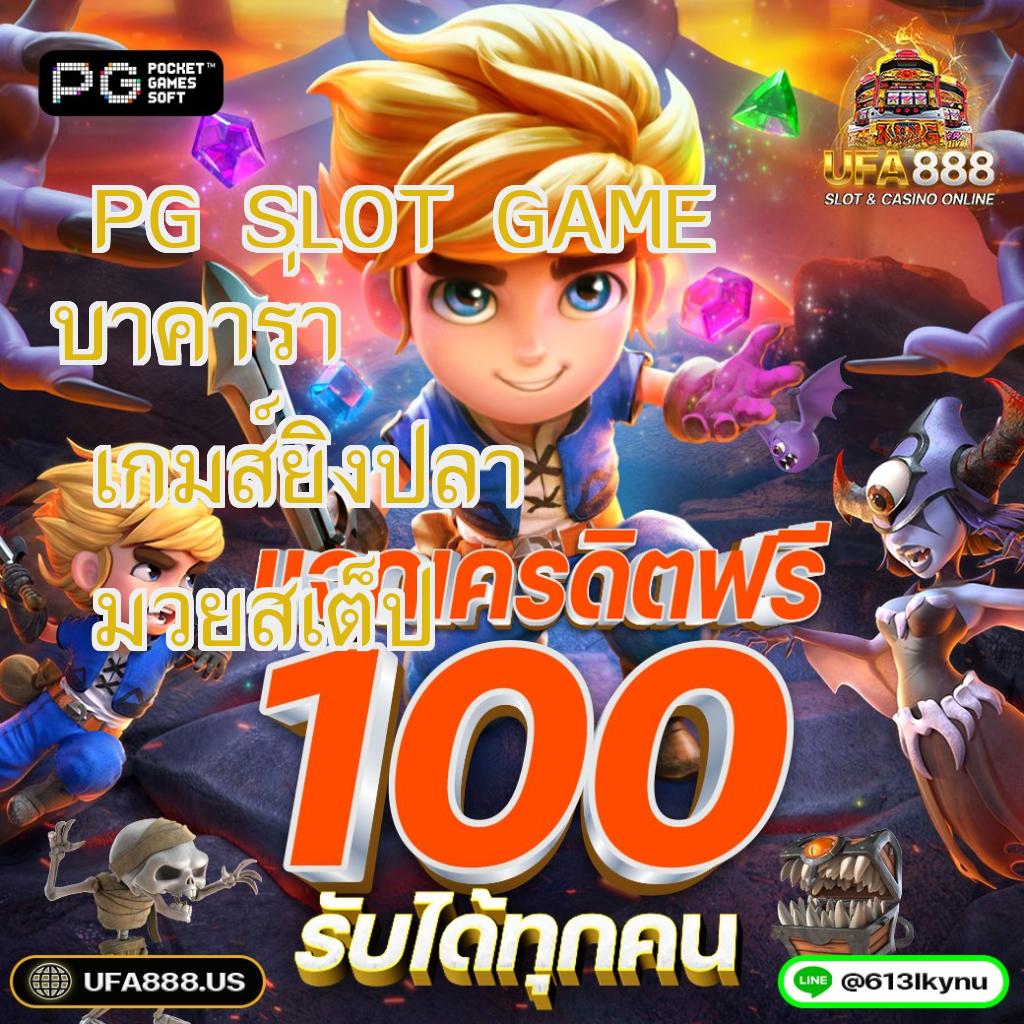 PG POCKET™
GAMES
SOFT
UFA888
SLOT & CASINO ONLINE
PG SุLOT GAME
บาคารา
เกมส์ยิงปลา
เครดิตฟรี
มวยสเต็ป
100
รับได้ทุกคน
UFA888.US
LINE @613lkynu